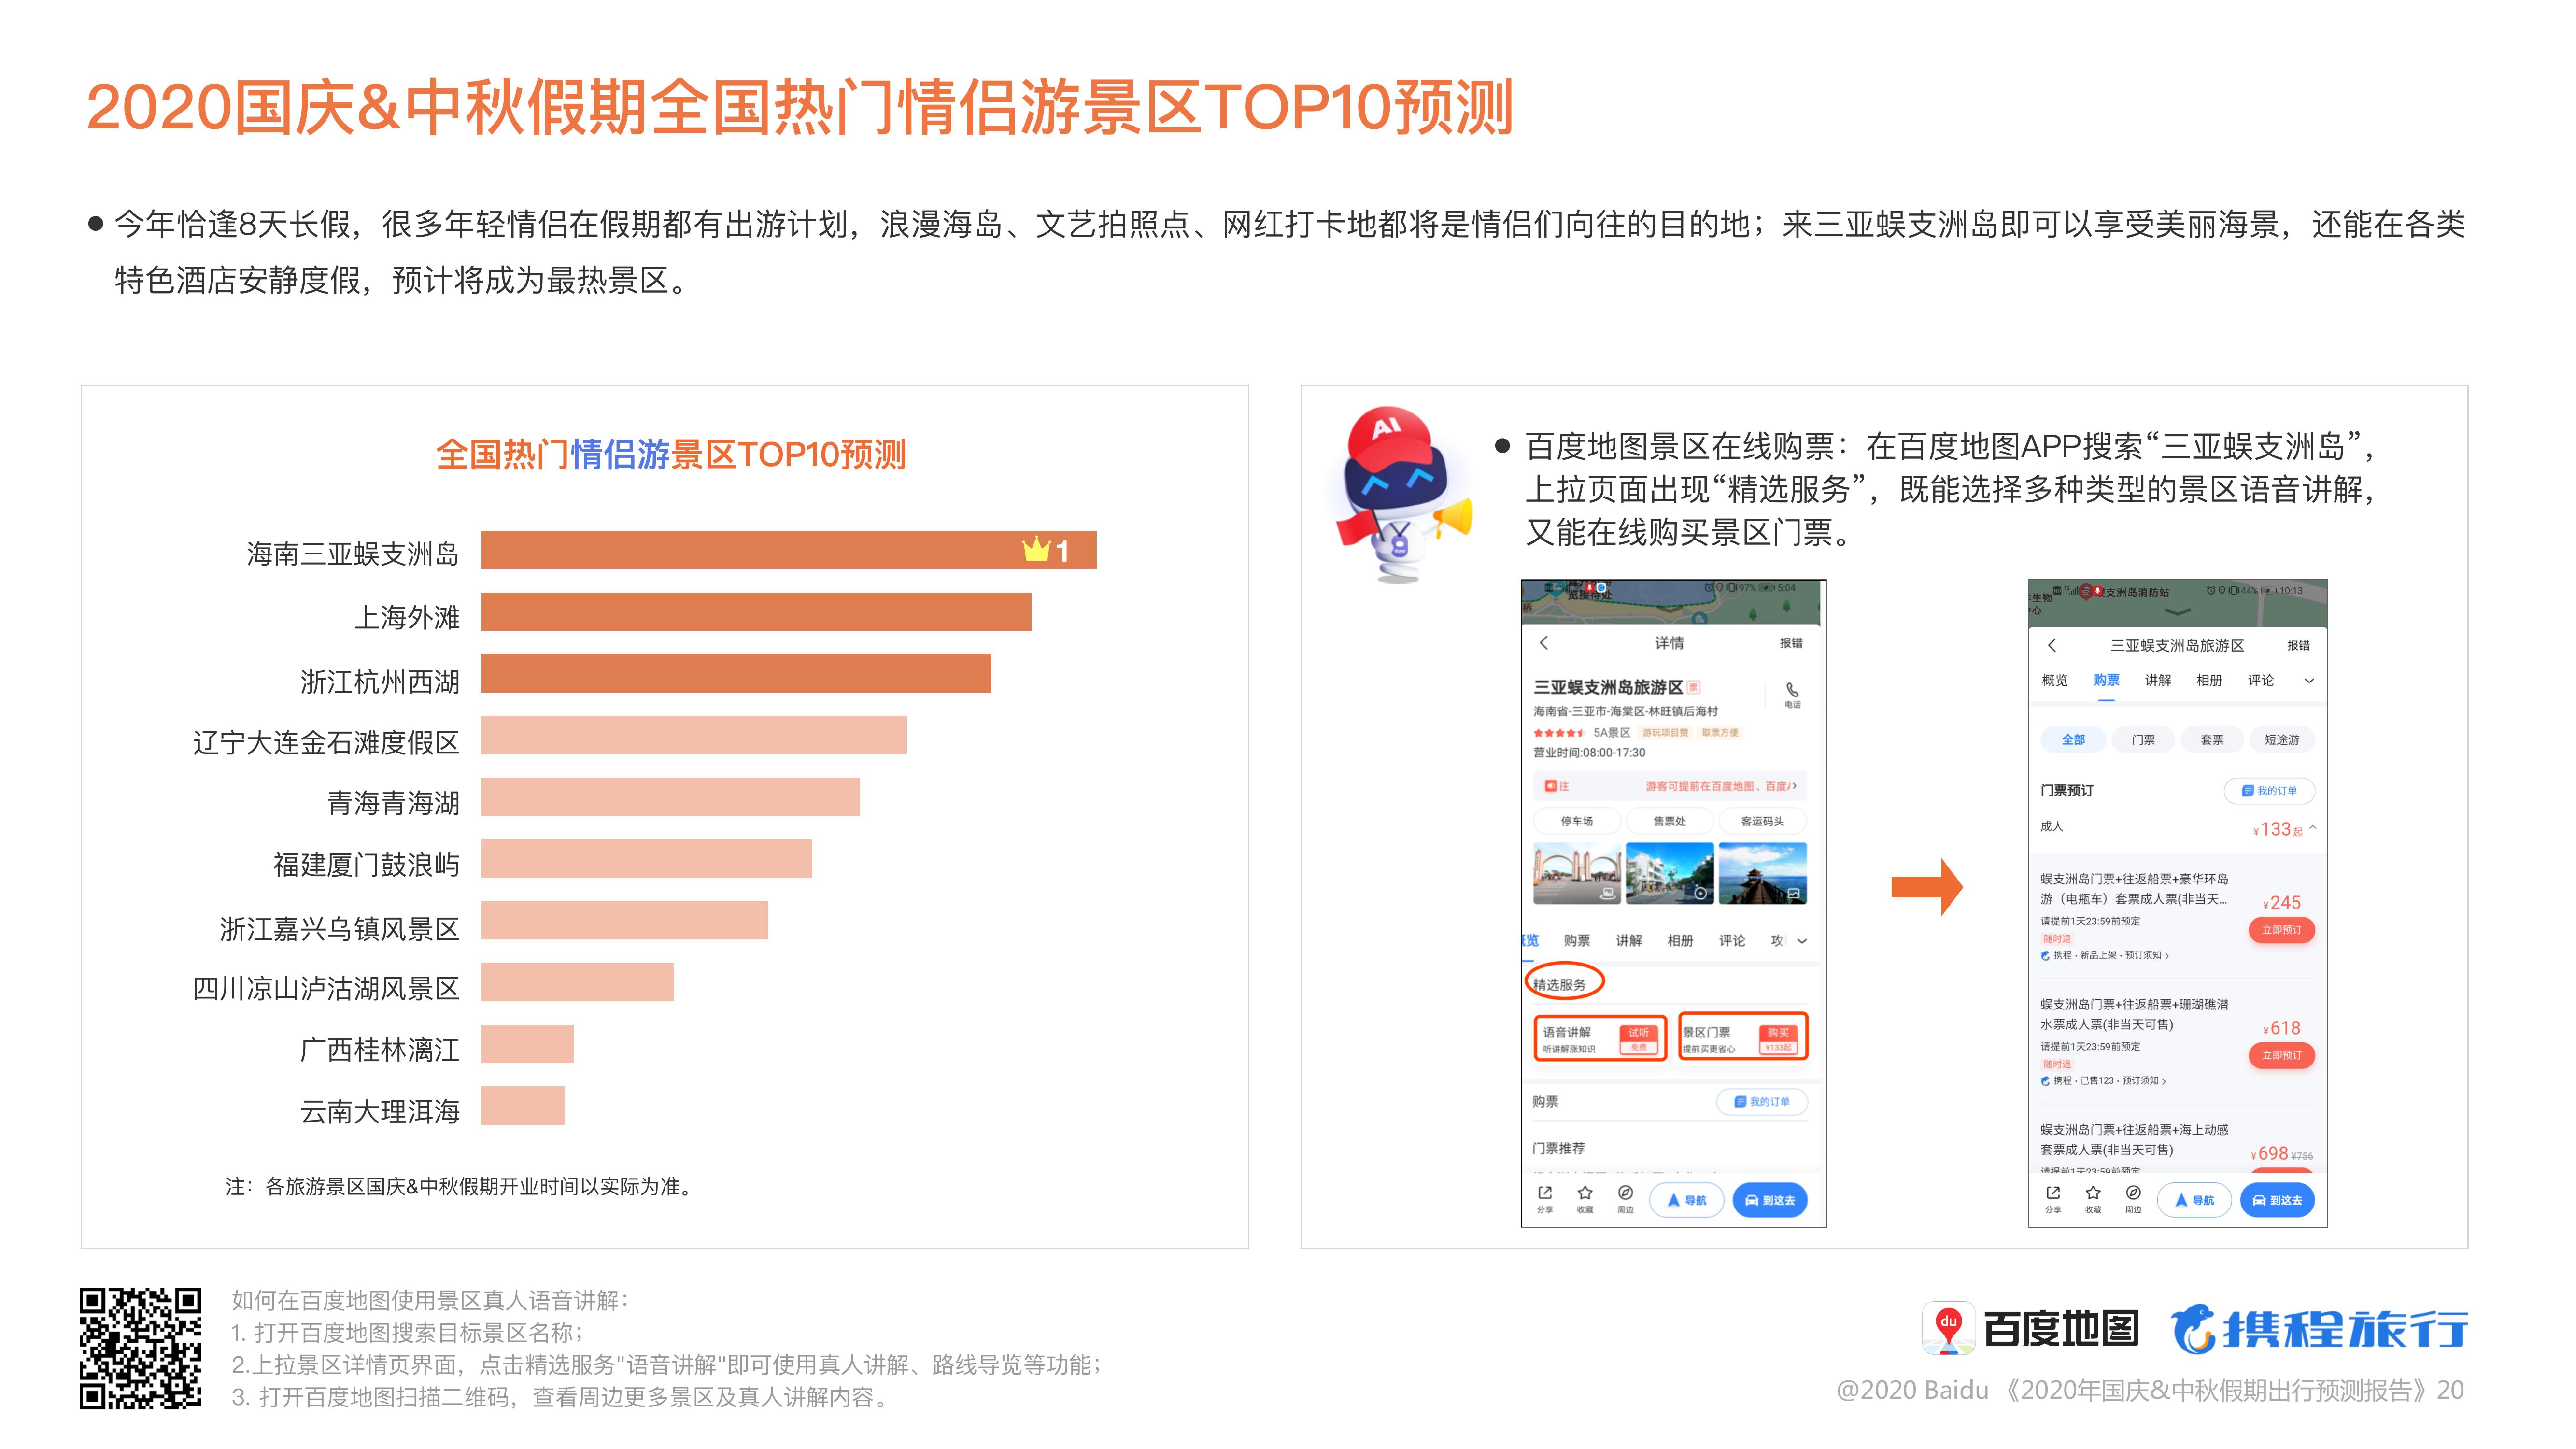 2020国庆&中秋假期全国热门情侣游景区TOP10预测
● 今年恰逢8天长假，很多年轻情侣在假期都有出游计划，浪漫海岛、文艺拍照点、网红打卡地都将是情侣们向往的目的地；来三亚蜈支洲岛即可以享受美丽海景，还能在各类
特色酒店安静度假，预计将成为最热景区。
全国热门情侣游景区TOP10预测
海南三亚蜈支洲岛
1
上海外滩
浙江杭州西湖
辽宁大连金石滩度假区
青海青海湖
福建厦门鼓浪屿
浙江嘉兴乌镇风景区
四川凉山泸沽湖风景区
广西桂林漓江
云南大理洱海
注：各旅游景区国庆&中秋假期开业时间以实际为准。
AI
● 百度地图景区在线购票：在百度地图APP搜索“三亚蜈支洲岛”，
上拉页面出现“精选服务”，既能选择多种类型的景区语音讲解，
又能在线购买景区门票。
97% 5:04
桥
详情
报错
三亚蜈支洲岛旅游区 票
电话
海南省-三亚市-海棠区-林旺镇后海村
5A景区 游玩项目赞 取票方便
营业时间:08:00-17:30
注 游客可提前在百度地图、百度
停车场
售票处
客运码头
览 购票 讲解 相册 评论 攻
精选服务
语音讲解
听讲解涨知识
试听
免费
景区门票
提前买更省心
购买
¥133起
购票
我的订单
门票推荐
分享
收藏
周边
导航
到这去
生物
中心
支洲岛消防站
44% 10:13
三亚蜈支洲岛旅游区
报错
概览 购票 讲解 相册 评论
全部
门票
套票
短途游
门票预订
我的订单
成人
¥133起
蜈支洲岛门票+往返船票+豪华环岛
游（电瓶车）套票成人票(非当天...
¥245
请提前1天23:59前预定
立即预订
随时退
携程·新品上架·预订须知
蜈支洲岛门票+往返船票+珊瑚礁潜
水票成人票(非当天可售)
¥618
请提前1天23:59前预定
立即预订
随时退
携程·已售123·预订须知
蜈支洲岛门票+往返船票+海上动感
套票成人票(非当天可售)
¥698 ¥756
请提前1天23:59前预定
分享
收藏
周边
导航
到这去
如何在百度地图使用景区真人语音讲解：
1. 打开百度地图搜索目标景区名称；
2.上拉景区详情页界面，点击精选服务"语音讲解"即可使用真人讲解、路线导览等功能；
3. 打开百度地图扫描二维码，查看周边更多景区及真人讲解内容。
du 百度地图
携程旅行
@2020 Baidu 《2020年国庆&中秋假期出行预测报告》20